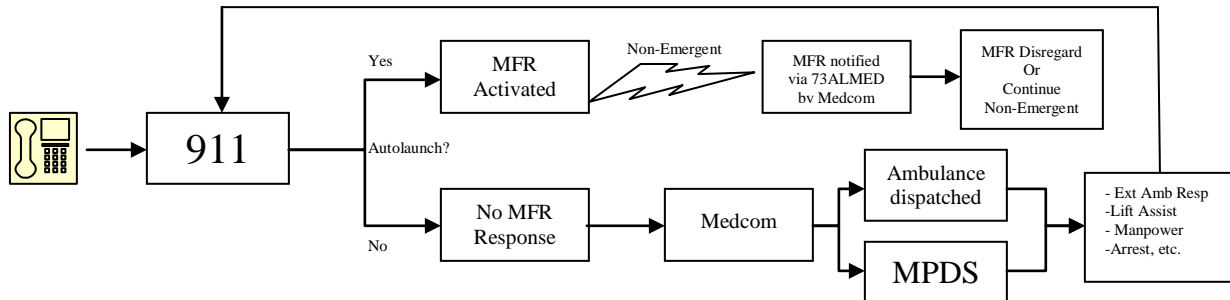 911
Autolaunch?
Yes
MFR
Activated
Non-Emergent
MFR notified
via 73ALMED
by Medcom
MFR Disregard
Or
Continue
Non-Emergent
No
No MFR
Response
Medcom
Ambulance
dispatched
MPDS
- Ext Amb Resp
-Lift Assist
- Manpower
-Arrest, etc.